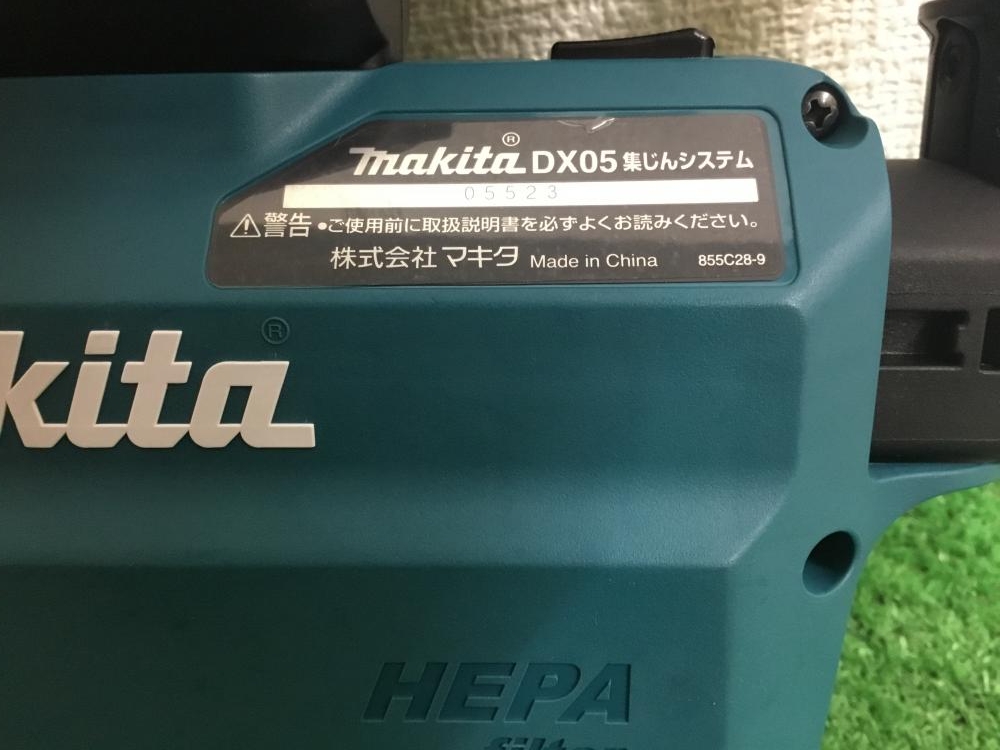 makita® DX05 集じんシステム
05523
⚠警告 •ご使用前に取扱説明書を必ずよくお読みください。
株式会社 マキタ Made in China 855C28-9
kita®
HEPA
filter